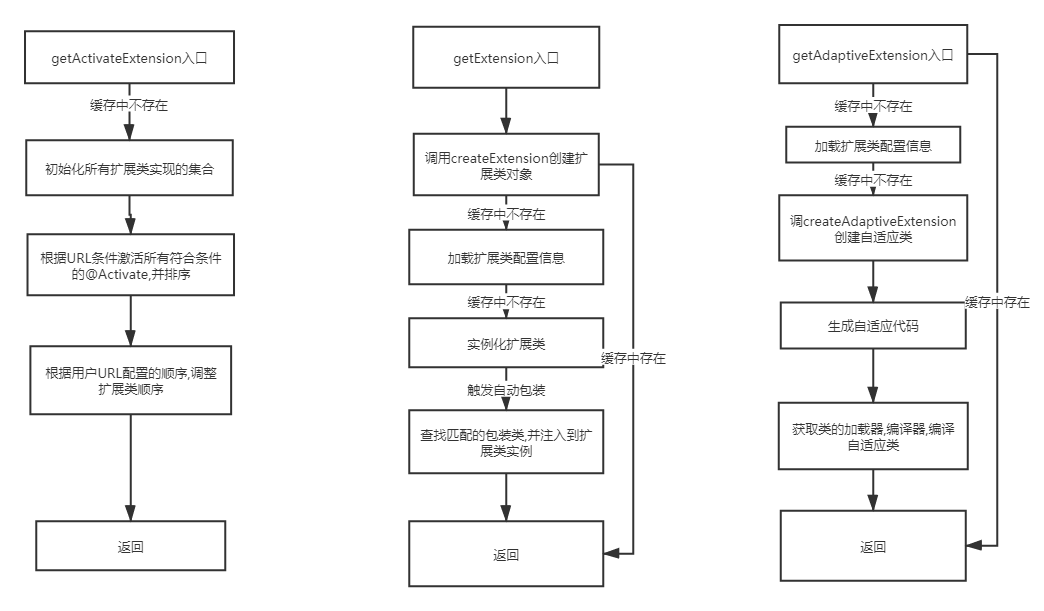 getActivateExtension入口
缓存中不存在
初始化所有扩展类实现的集合
根据URL条件激活所有符合条件
的@Activate,并排序
根据用户URL配置的顺序,调整
扩展类顺序
返回
getExtension入口
调用createExtension创建扩
展类对象
缓存中不存在
加载扩展类配置信息
缓存中不存在
实例化扩展类
缓存中存在
触发自动包装
查找匹配的包装类,并注入到扩
展类实例
返回
getAdaptiveExtension入口
缓存中不存在
加载扩展类配置信息
缓存中不存在
调createAdaptiveExtension
创建自适应类
缓存中存在
生成自适应代码
获取类的加载器,编译器,编译
自适应类
返回